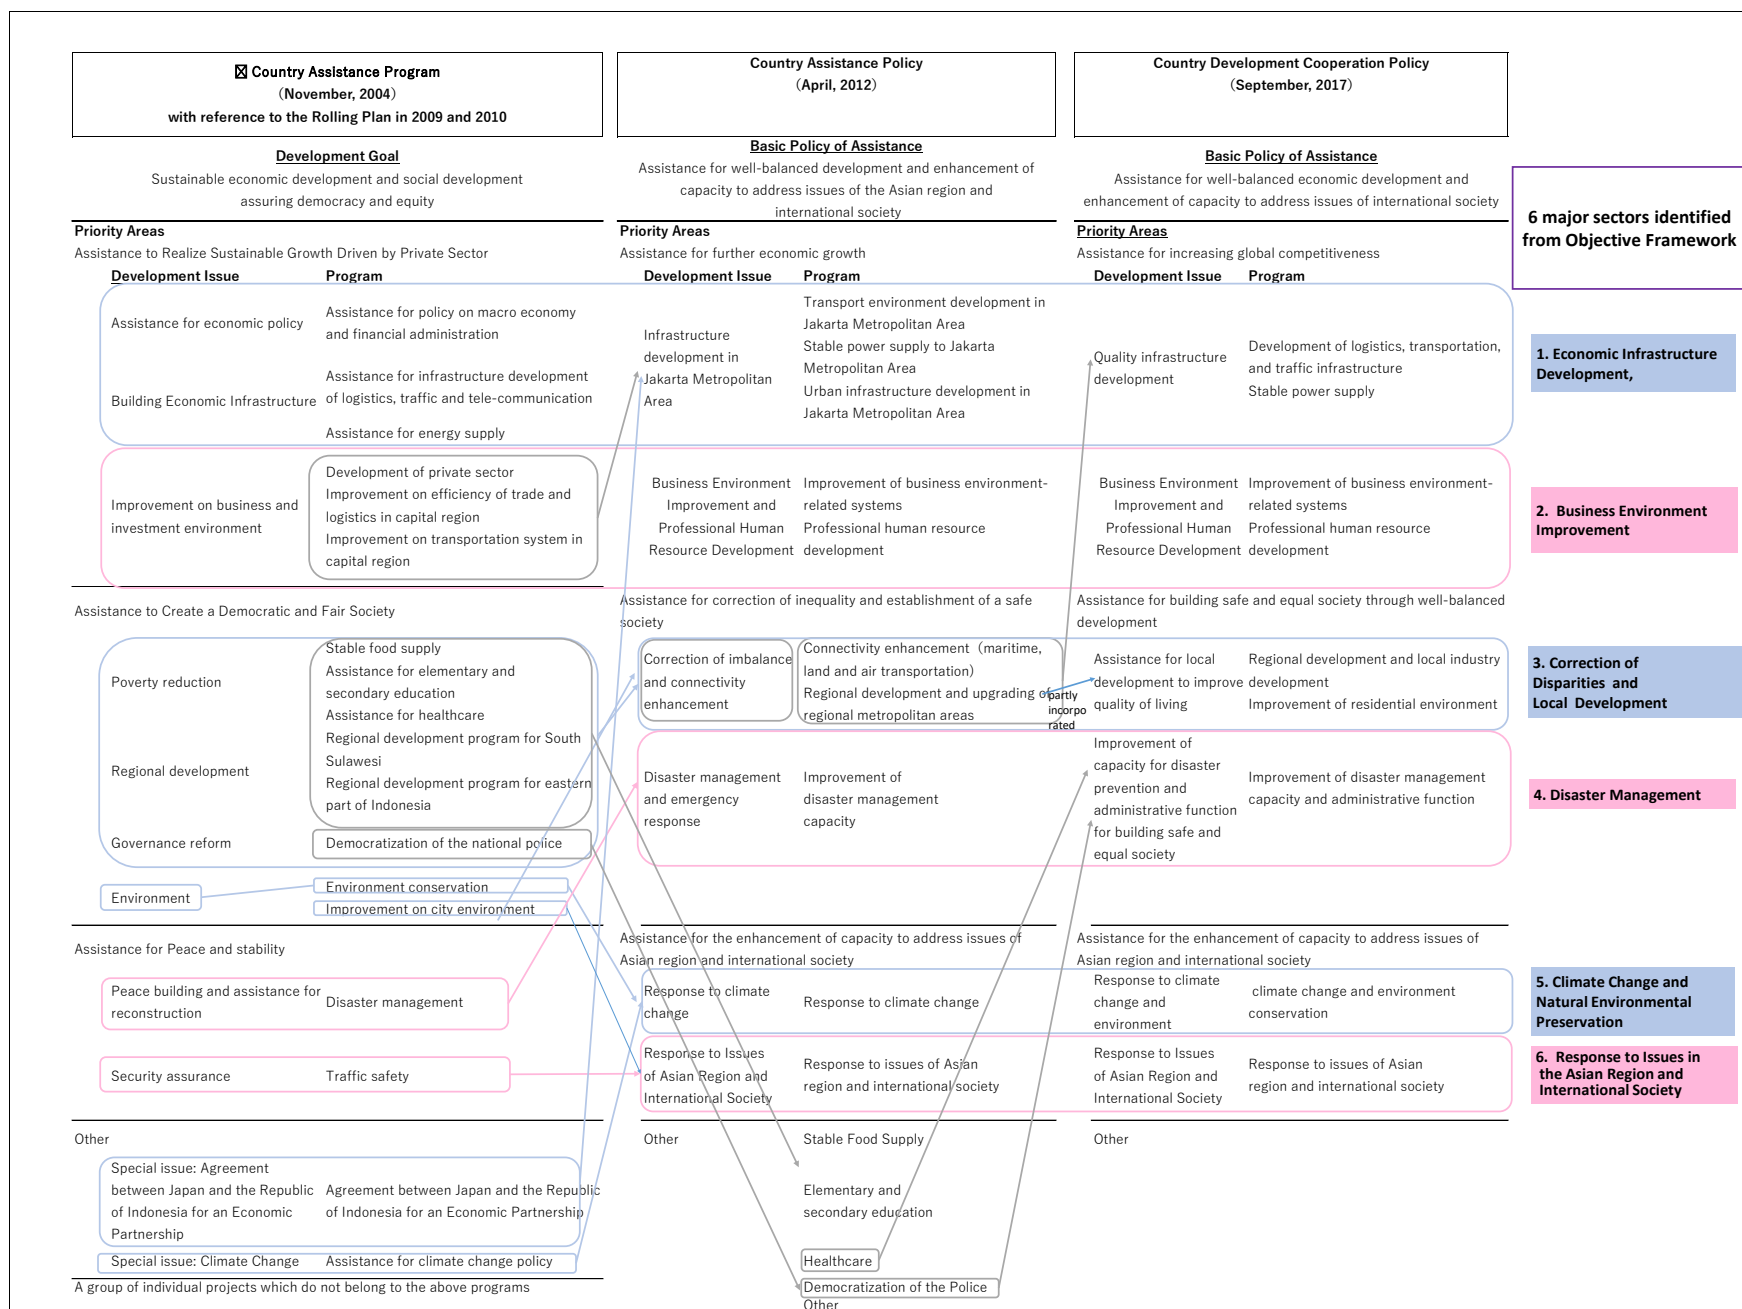 ☒ Country Assistance Program
（November, 2004）
with reference to the Rolling Plan in 2009 and 2010
Country Assistance Policy
（April, 2012）
Country Development Cooperation Policy
（September, 2017）
Development Goal
Sustainable economic development and social development
assuring democracy and equity
Basic Policy of Assistance
Assistance for well-balanced development and enhancement of
capacity to address issues of the Asian region and
international society
Basic Policy of Assistance
Assistance for well-balanced economic development and
enhancement of capacity to address issues of international society
6 major sectors identified
from Objective Framework
Priority Areas
Assistance to Realize Sustainable Growth Driven by Private Sector
Development Issue
Program
Assistance for economic policy
Assistance for policy on macro economy
and financial administration
Building Economic Infrastructure
Assistance for infrastructure development
of logistics, traffic and tele-communication
Assistance for energy supply
Improvement on business and
investment environment
Development of private sector
Improvement on efficiency of trade and
logistics in capital region
Improvement on transportation system in
capital region
Priority Areas
Assistance for further economic growth
Development Issue
Program
Infrastructure
development in
Jakarta Metropolitan
Area
Transport environment development in
Jakarta Metropolitan Area
Stable power supply to Jakarta
Metropolitan Area
Urban infrastructure development in
Jakarta Metropolitan Area
Business Environment
Improvement and
Professional Human
Resource Development
Improvement of business environment-
related systems
Professional human resource
development
Priority Areas
Assistance for increasing global competitiveness
Development Issue
Program
Quality infrastructure
development
Development of logistics, transportation,
and traffic infrastructure
Stable power supply
Business Environment
Improvement and
Professional Human
Resource Development
Improvement of business environment-
related systems
Professional human resource
development
1. Economic Infrastructure
Development,
2. Business Environment
Improvement
Assistance to Create a Democratic and Fair Society
Poverty reduction
Stable food supply
Assistance for elementary and
secondary education
Assistance for healthcare
Regional development
Regional development program for South
Sulawesi
Regional development program for eastern
part of Indonesia
Governance reform
Democratization of the national police
Environment
Environment conservation
Improvement on city environment
Assistance for correction of inequality and establishment of a safe
society
Correction of imbalance
and connectivity
enhancement
Connectivity enhancement（maritime,
land and air transportation）
Regional development and upgrading of
regional metropolitan areas
partly
incorpo
rated
Disaster management
and emergency
response
Improvement of
disaster management
capacity
Assistance for building safe and equal society through well-balanced
development
Assistance for local
development to improve
quality of living
Regional development and local industry
development
Improvement of residential environment
Improvement of
capacity for disaster
prevention and
administrative function
for building safe and
equal society
Improvement of disaster management
capacity and administrative function
3. Correction of
Disparities and
Local Development
4. Disaster Management
Assistance for Peace and stability
Peace building and assistance for
reconstruction
Disaster management
Security assurance
Traffic safety
Assistance for the enhancement of capacity to address issues of
Asian region and international society
Response to climate
change
Response to climate change
Response to Issues
of Asian Region and
International Society
Response to issues of Asian
region and international society
Assistance for the enhancement of capacity to address issues of
Asian region and international society
Response to climate
change and
environment
climate change and environment
conservation
Response to Issues
of Asian Region and
International Society
Response to issues of Asian
region and international society
5. Climate Change and
Natural Environmental
Preservation
6. Response to Issues in
the Asian Region and
International Society
Other
Special issue: Agreement
between Japan and the Republic
of Indonesia for an Economic
Partnership
Agreement between Japan and the Republic
of Indonesia for an Economic Partnership
Special issue: Climate Change
Assistance for climate change policy
A group of individual projects which do not belong to the above programs
Other
Stable Food Supply
Elementary and
secondary education
Healthcare
Democratization of the Police
Other
Other